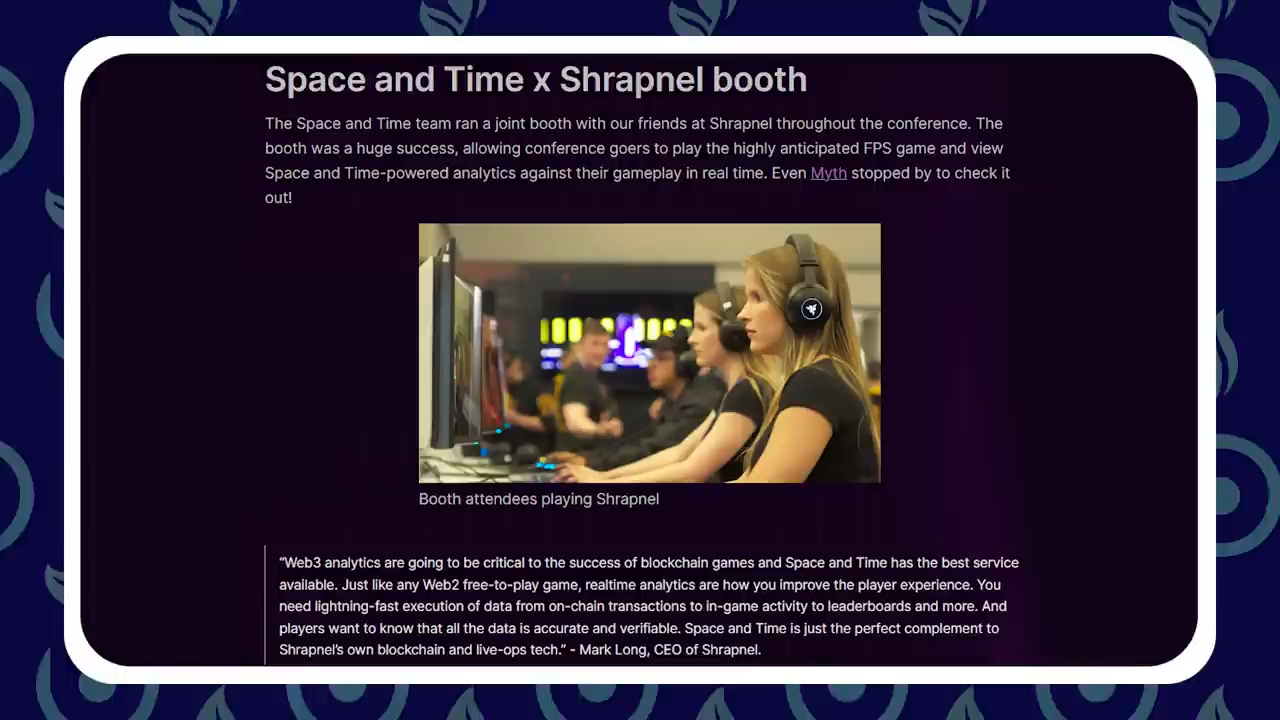 Space and Time x Shrapnel booth
The Space and Time team ran a joint booth with our friends at Shrapnel throughout the conference. The
booth was a huge success, allowing conference goers to play the highly anticipated FPS game and view
Space and Time-powered analytics against their gameplay in real time. Even Myth stopped by to check it
out!
Booth attendees playing Shrapnel
“Web3 analytics are going to be critical to the success of blockchain games and Space and Time has the best service
available. Just like any Web2 free-to-play game, realtime analytics are how you improve the player experience. You
need lightning-fast execution of data from on-chain transactions to in-game activity to leaderboards and more. And
players want to know that all the data is accurate and verifiable. Space and Time is just the perfect complement to
Shrapnel’s own blockchain and live-ops tech.” - Mark Long, CEO of Shrapnel.